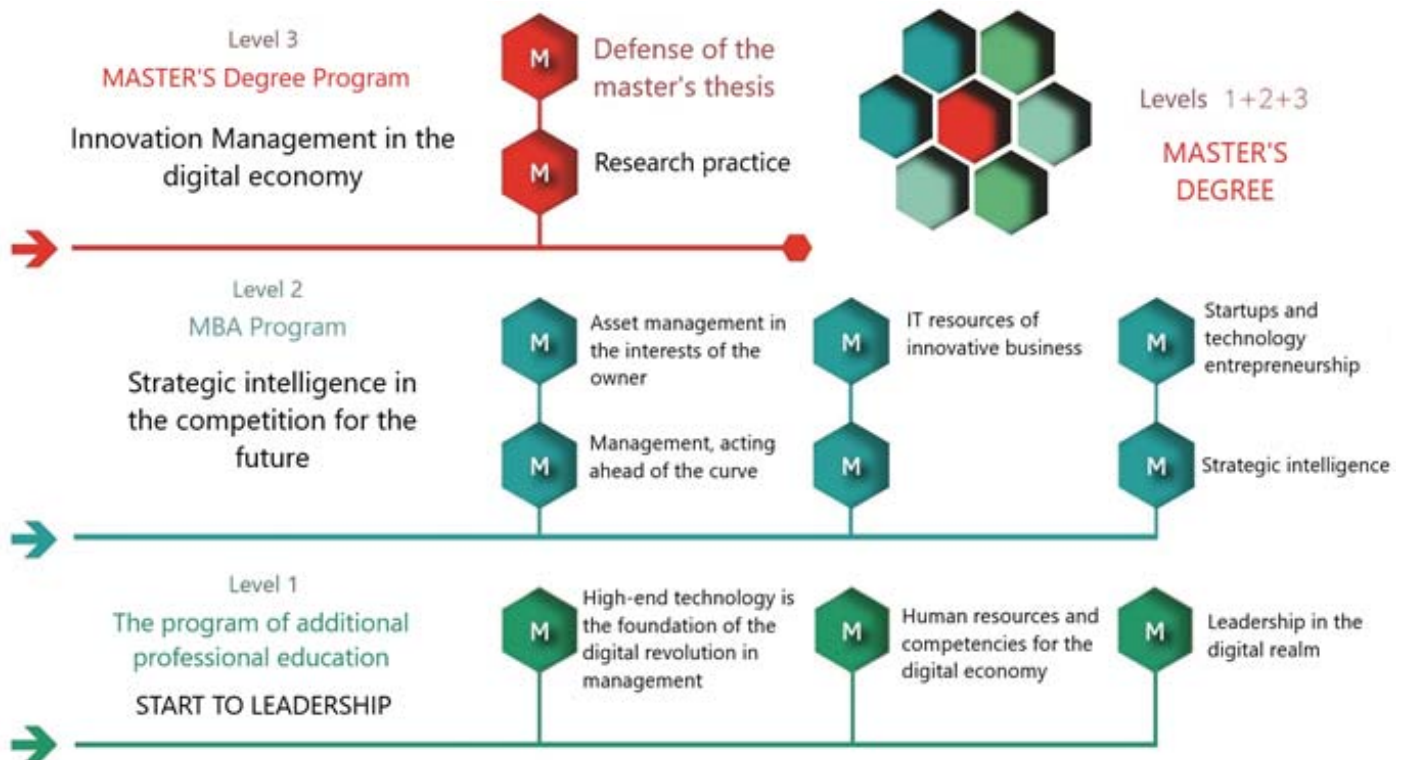 Level 3
MASTER'S Degree Program
Innovation Management in the
digital economy
M
Defense of the
master's thesis
M
Research practice
Levels 1+2+3
MASTER'S
DEGREE
Level 2
MBA Program
Strategic intelligence in
the competition for the
future
M
Asset management in
the interests of the
owner
M
Management, acting
ahead of the curve
M
IT resources of
innovative business
M
M
Startups and
technology
entrepreneurship
M
Strategic intelligence
Level 1
The program of additional
professional education
START TO LEADERSHIP
M
High-end technology is
the foundation of the
digital revolution in
management
M
Human resources and
competencies for the
digital economy
M
Leadership in the
digital realm